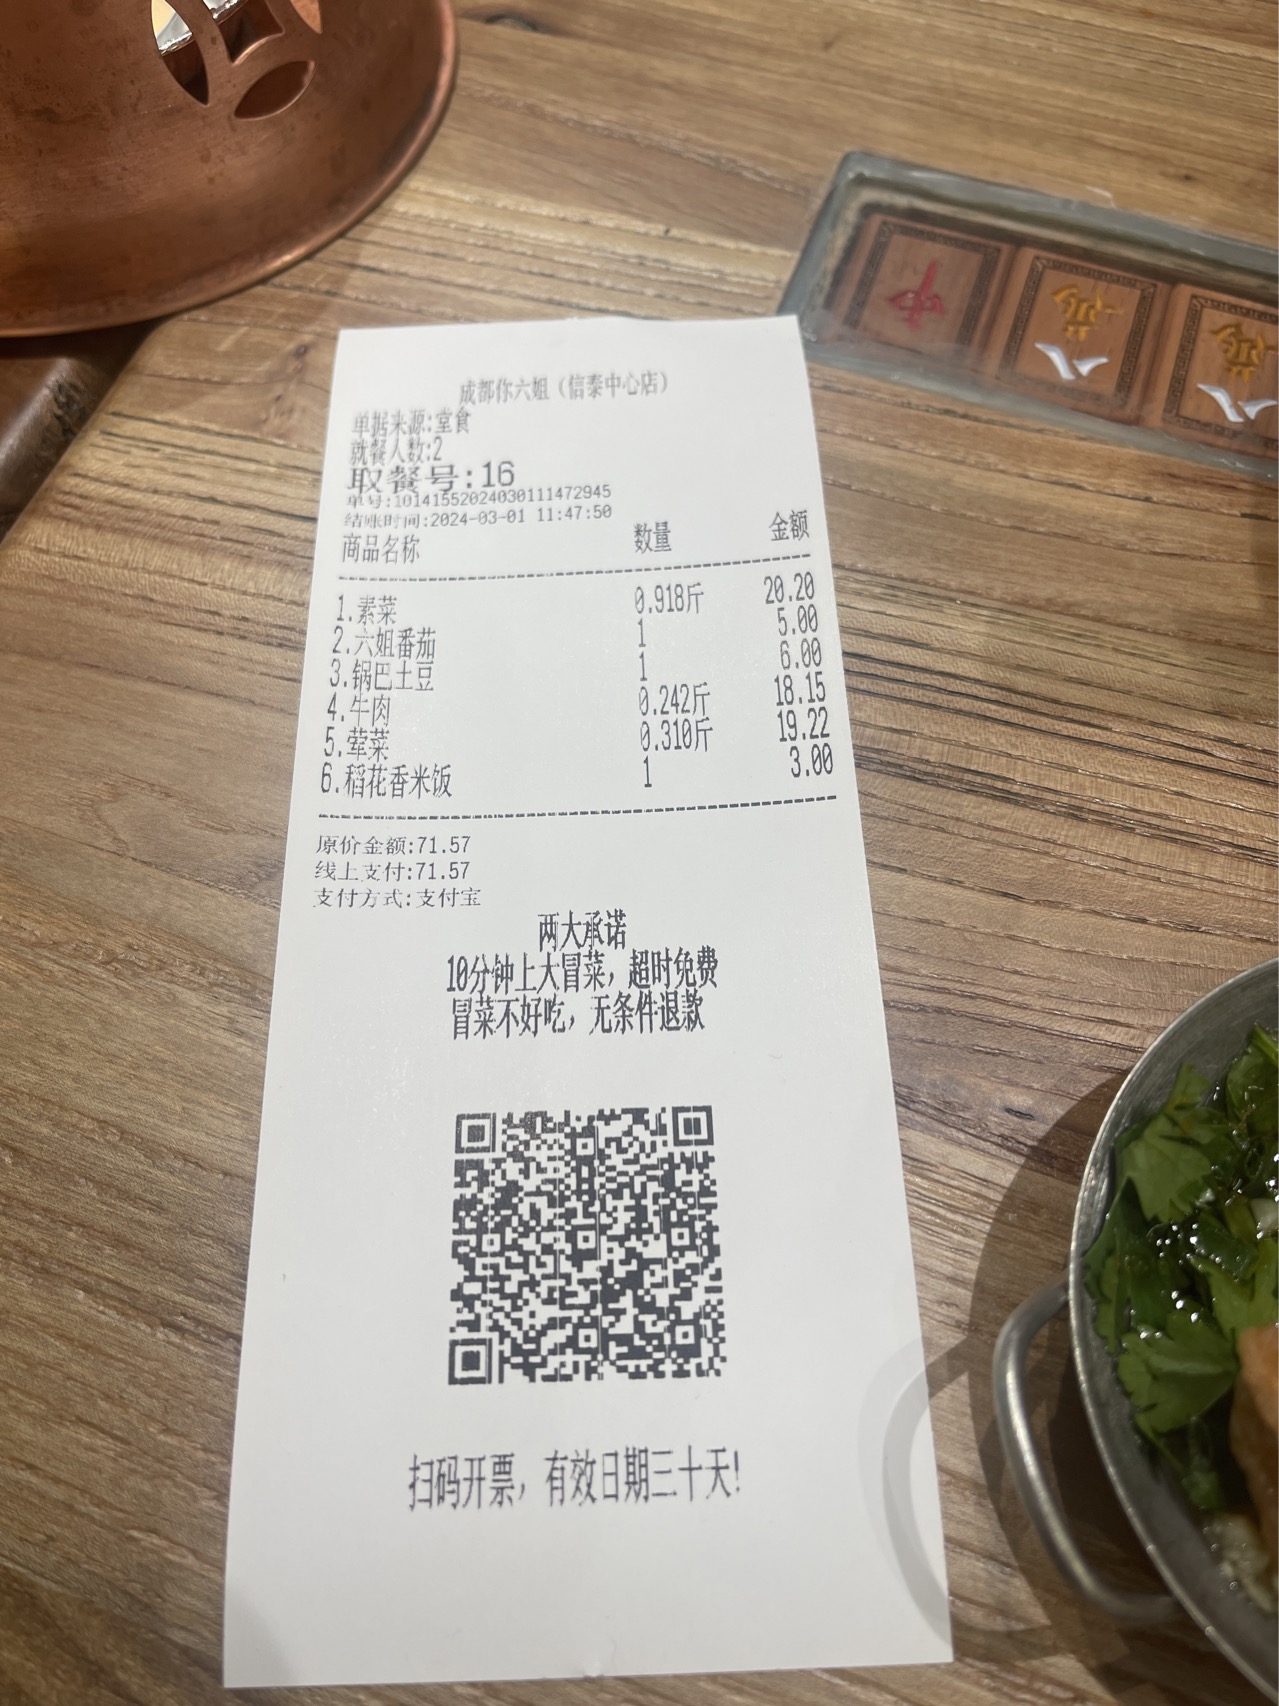 成都你六姐（信泰中心店）
单据来源:堂食
就餐人数:2
取餐号:16
单号:10141552024030111472945
结账时间:2024-03-01 11:47:50
商品名称 数量 金额
1.素菜 0.918斤 20.20
2.六姐番茄 1 5.00
3.锅巴土豆 1 6.00
4.牛肉 0.242斤 18.15
5.荤菜 0.310斤 19.22
6.稻花香米饭 1 3.00
原价金额:71.57
线上支付:71.57
支付方式:支付宝
两大承诺
10分钟上大冒菜，超时免费
冒菜不好吃，无条件退款
扫码开票，有效日期三十天!